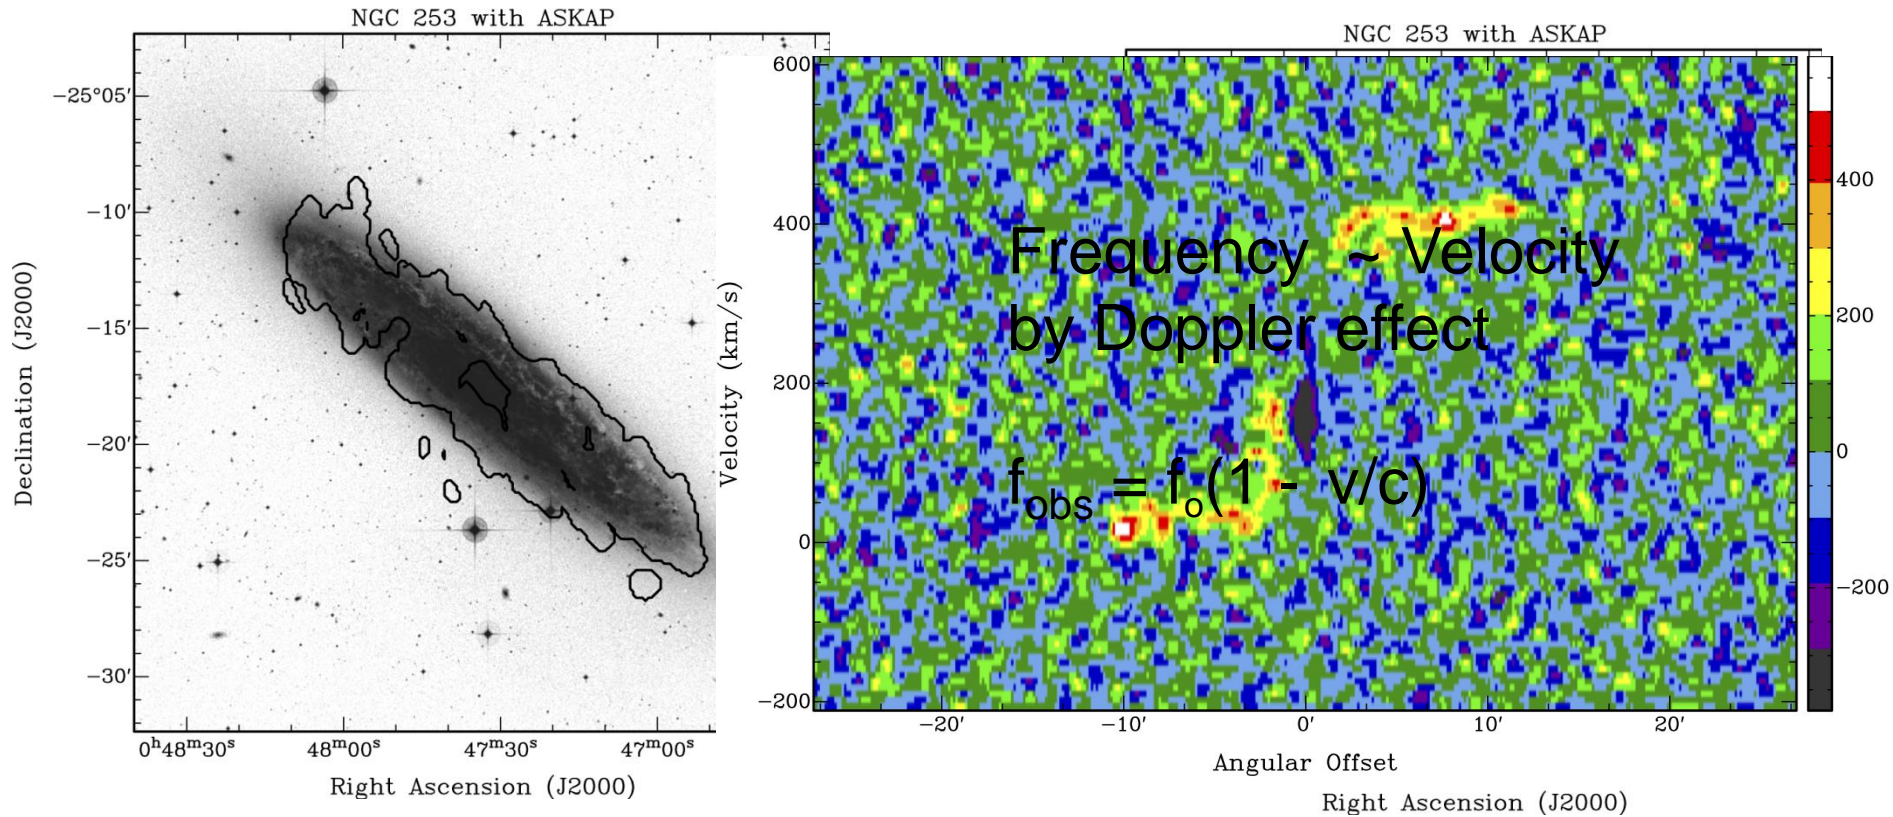 NGC 253 with ASKAP
−25°05′
−10′
−15′
−20′
−25′
−30′
Declination (J2000)
0ʰ48ᵐ30ˢ 48ᵐ00ˢ 47ᵐ30ˢ 47ᵐ00ˢ
Right Ascension (J2000)
NGC 253 with ASKAP
600
400
200
0
−200
Velocity (km/s)
Frequency ~ Velocity
by Doppler effect
f_obs = f_o(1 - v/c)
−20′ −10′ 0′ 10′ 20′
Angular Offset
Right Ascension (J2000)
400
200
0
−200